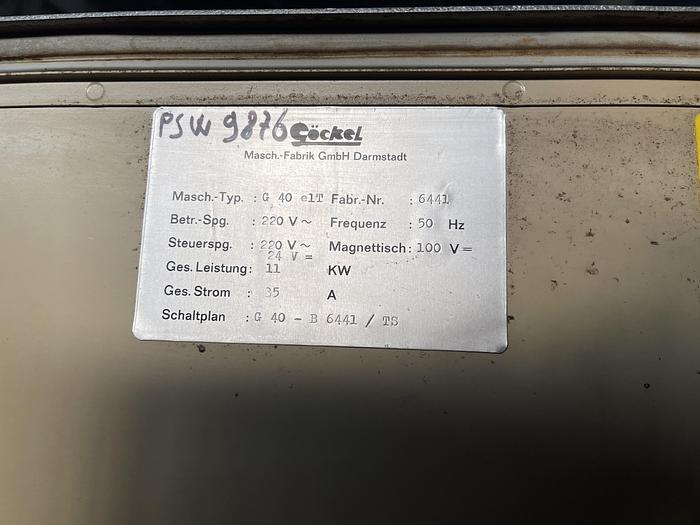 PSW 9876 Göckel
Masch.-Fabrik GmbH Darmstadt
Masch.-Typ. : G 40 elT Fabr.-Nr. : 6441
Betr.-Spg. : 220 V ~ Frequenz : 50 Hz
Steuerspg. : 220 V ~ Magnettisch : 100 V =
24 V =
Ges. Leistung : 11 KW
Ges. Strom : 35 A
Schaltplan : G 40 - B 6441 / TS